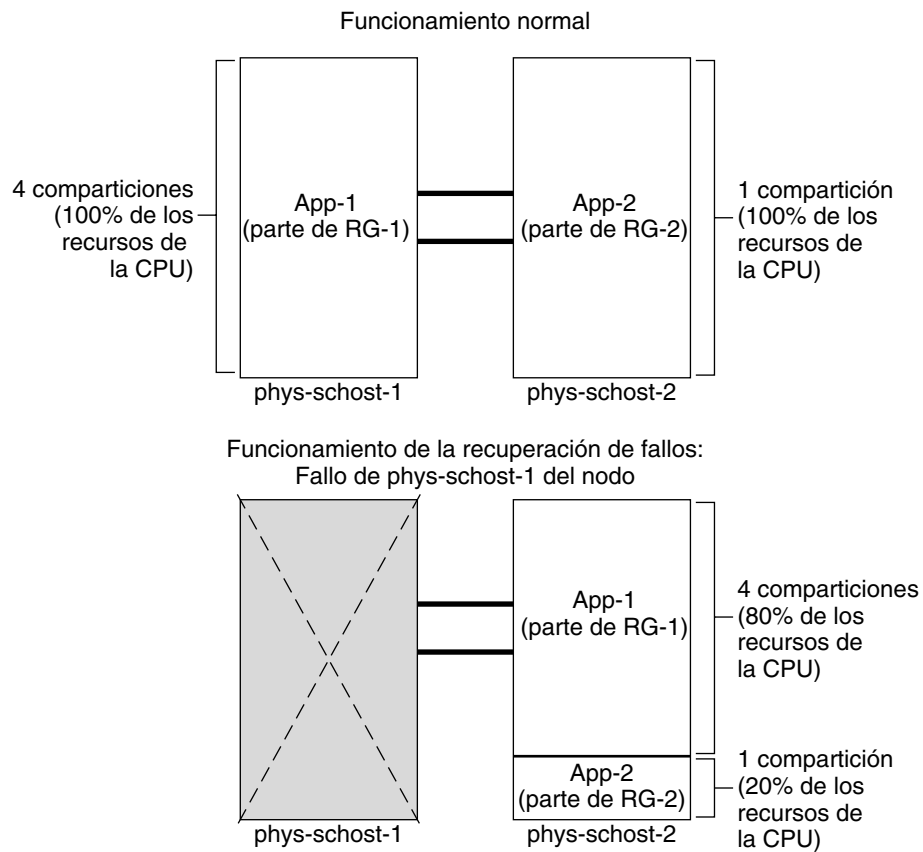 Funcionamiento normal
4 comparticiones
(100% de los
recursos de
la CPU)
App-1
(parte de RG-1)
App-2
(parte de RG-2)
1 compartición
(100% de los
recursos de
la CPU)
phys-schost-1
phys-schost-2
Funcionamiento de la recuperación de fallos:
Fallo de phys-schost-1 del nodo
App-1
(parte de RG-1)
4 comparticiones
(80% de los
recursos de
la CPU)
App-2
(parte de RG-2)
1 compartición
(20% de los
recursos de
la CPU)
phys-schost-1
phys-schost-2